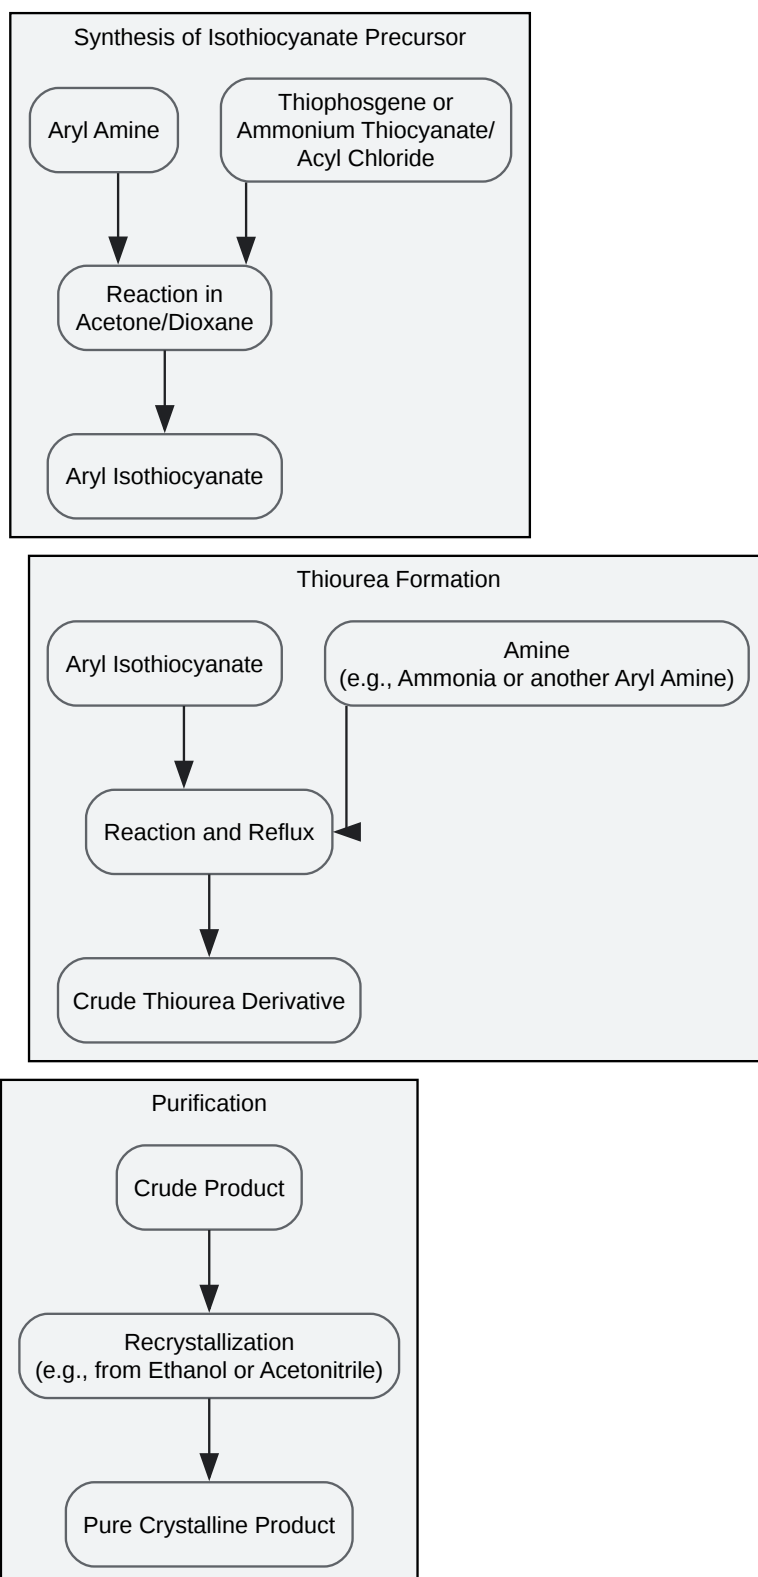 Synthesis of Isothiocyanate Precursor
Aryl Amine
Thiophosgene or
Ammonium Thiocyanate/
Acyl Chloride
Reaction in
Acetone/Dioxane
Aryl Isothiocyanate
Thiourea Formation
Aryl Isothiocyanate
Amine
(e.g., Ammonia or another Aryl Amine)
Reaction and Reflux
Crude Thiourea Derivative
Purification
Crude Product
Recrystallization
(e.g., from Ethanol or Acetonitrile)
Pure Crystalline Product